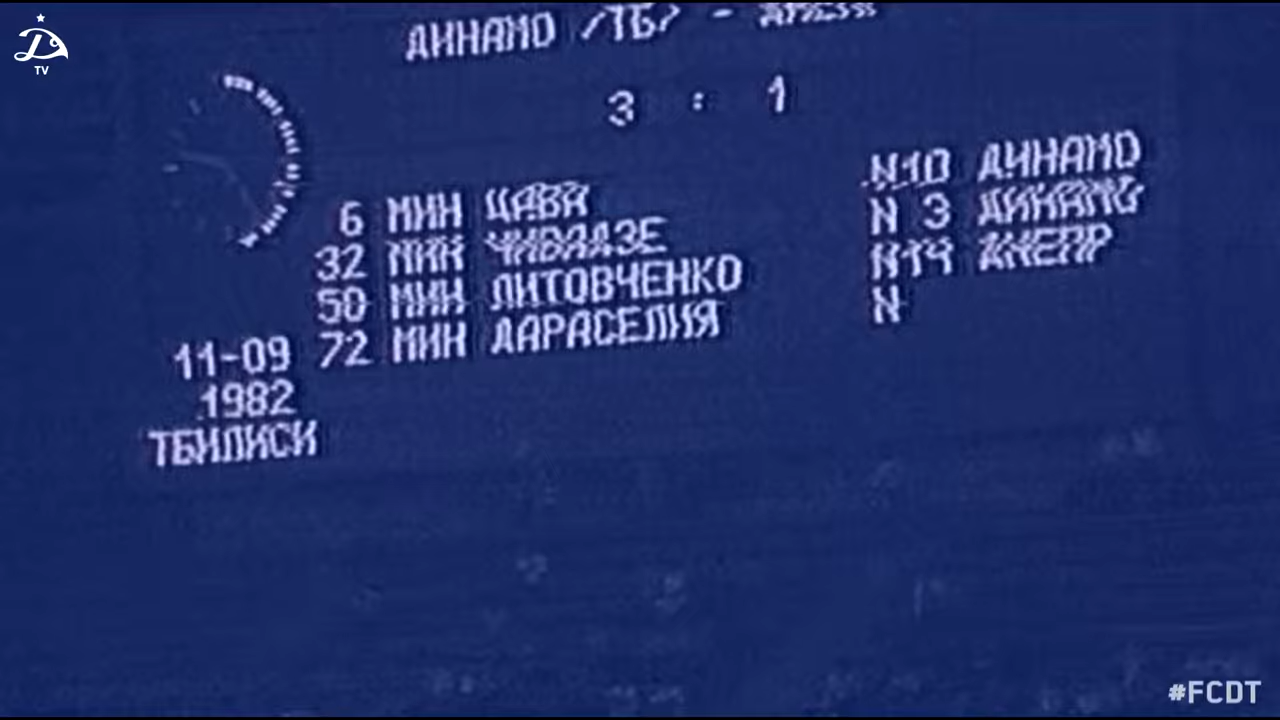 TV
ДИНАМО /ТБ/ - ДНЕПР
3 : 1
6 МИН ЦАВА N10 ДИНАМО
32 МИН ЧИВАДЗЕ N 3 ДИНАМО
50 МИН ЛИТОВЧЕНКО N14 ДНЕПР
72 МИН ДАРАСЕЛИЯ N
11-09
1982
ТБИЛИСИ
#FCDT